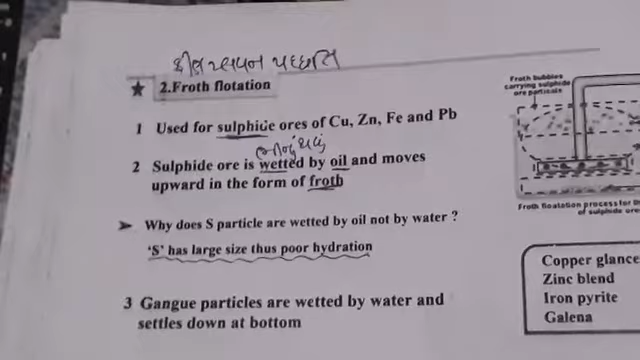 ફીણ પ્લવન પધ્ધતિ
★ 2.Froth flotation
1 Used for sulphide ores of Cu, Zn, Fe and Pb
2 Sulphide ore is wetted by oil and moves
upward in the form of froth
➤ Why does S particle are wetted by oil not by water ?
‘S’ has large size thus poor hydration
3 Gangue particles are wetted by water and
settles down at bottom
Froth bubbles
carrying sulphide
ore particals
Froth floatation process for
of sulphide ore
Copper glance
Zinc blend
Iron pyrite
Galena